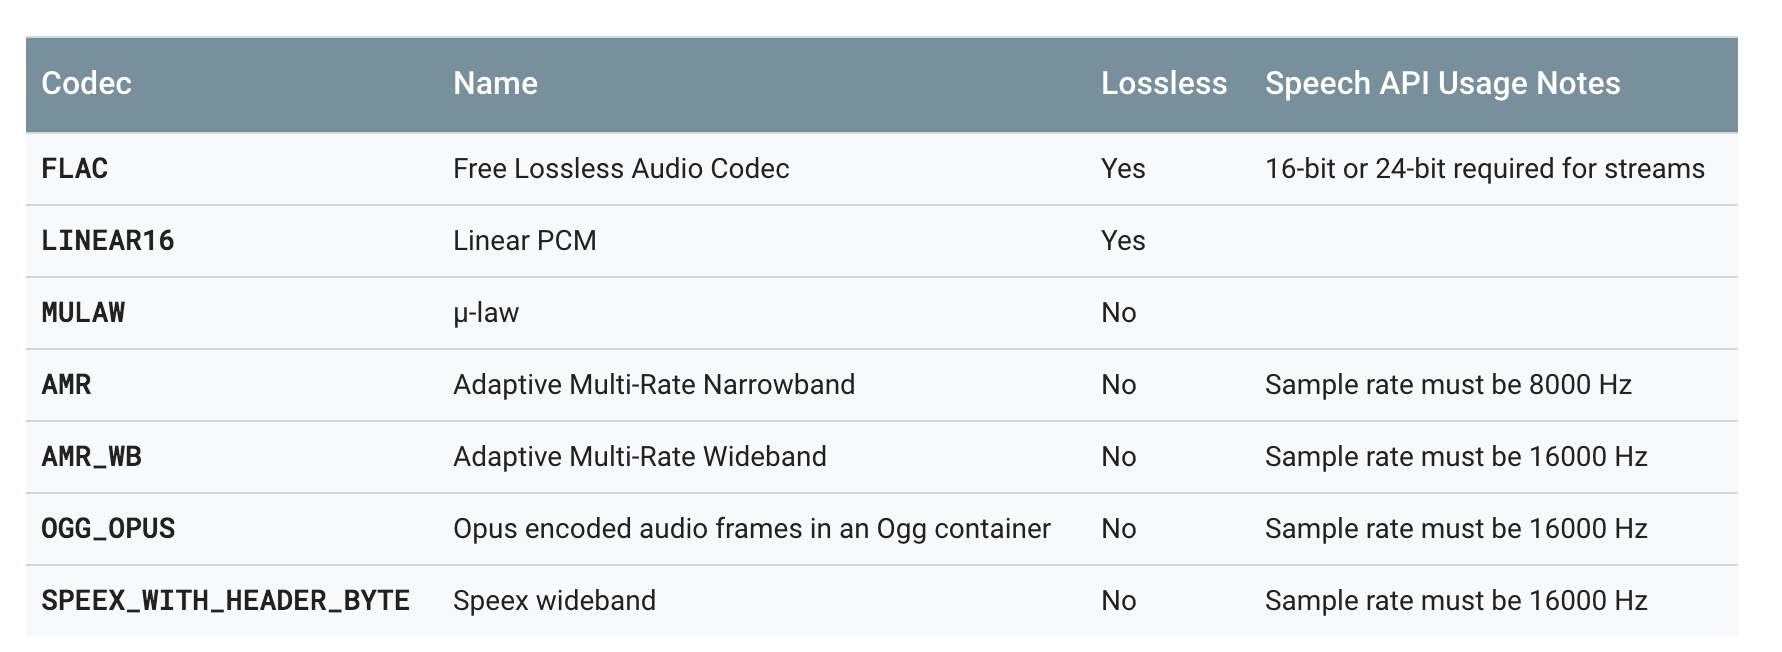 Codec Name Lossless Speech API Usage Notes
FLAC Free Lossless Audio Codec Yes 16-bit or 24-bit required for streams
LINEAR16 Linear PCM Yes
MULAW μ-law No
AMR Adaptive Multi-Rate Narrowband No Sample rate must be 8000 Hz
AMR_WB Adaptive Multi-Rate Wideband No Sample rate must be 16000 Hz
OGG_OPUS Opus encoded audio frames in an Ogg container No Sample rate must be 16000 Hz
SPEEX_WITH_HEADER_BYTE Speex wideband No Sample rate must be 16000 Hz